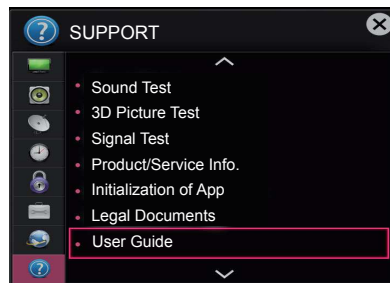 SUPPORT
Sound Test
3D Picture Test
Signal Test
Product/Service Info.
Initialization of App
Legal Documents
User Guide